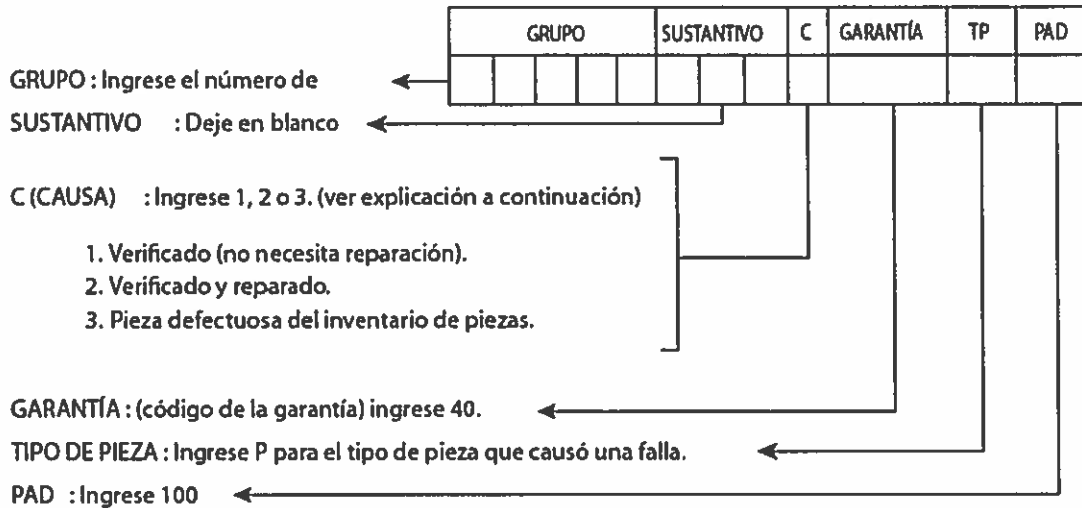 GRUPO SUSTANTIVO C GARANTÍA TP PAD
GRUPO : Ingrese el número de
SUSTANTIVO : Deje en blanco
C (CAUSA) : Ingrese 1, 2 o 3. (ver explicación a continuación)
1. Verificado (no necesita reparación).
2. Verificado y reparado.
3. Pieza defectuosa del inventario de piezas.
GARANTÍA : (código de la garantía) ingrese 40.
TIPO DE PIEZA : Ingrese P para el tipo de pieza que causó una falla.
PAD : Ingrese 100